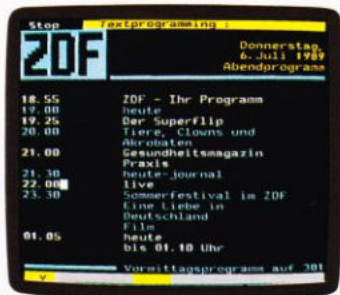 Stop Textprogramming :
ZDF
Donnerstag,
6.Juli 1989
Abendprogramm
18.55 ZDF - Ihr Programm
19.00 heute
19.25 Der Superflip
20.00 Tiere, Clowns und
Akrobaten
21.00 Gesundheitsmagazin
Praxis
21.30 heute-journal
22.00 live
23.30 Sommerfestival im ZDF
Eine Liebe in
Deutschland
Film
01.05 heute
bis 01.10 Uhr
Vormittagsprogramm auf 301
v